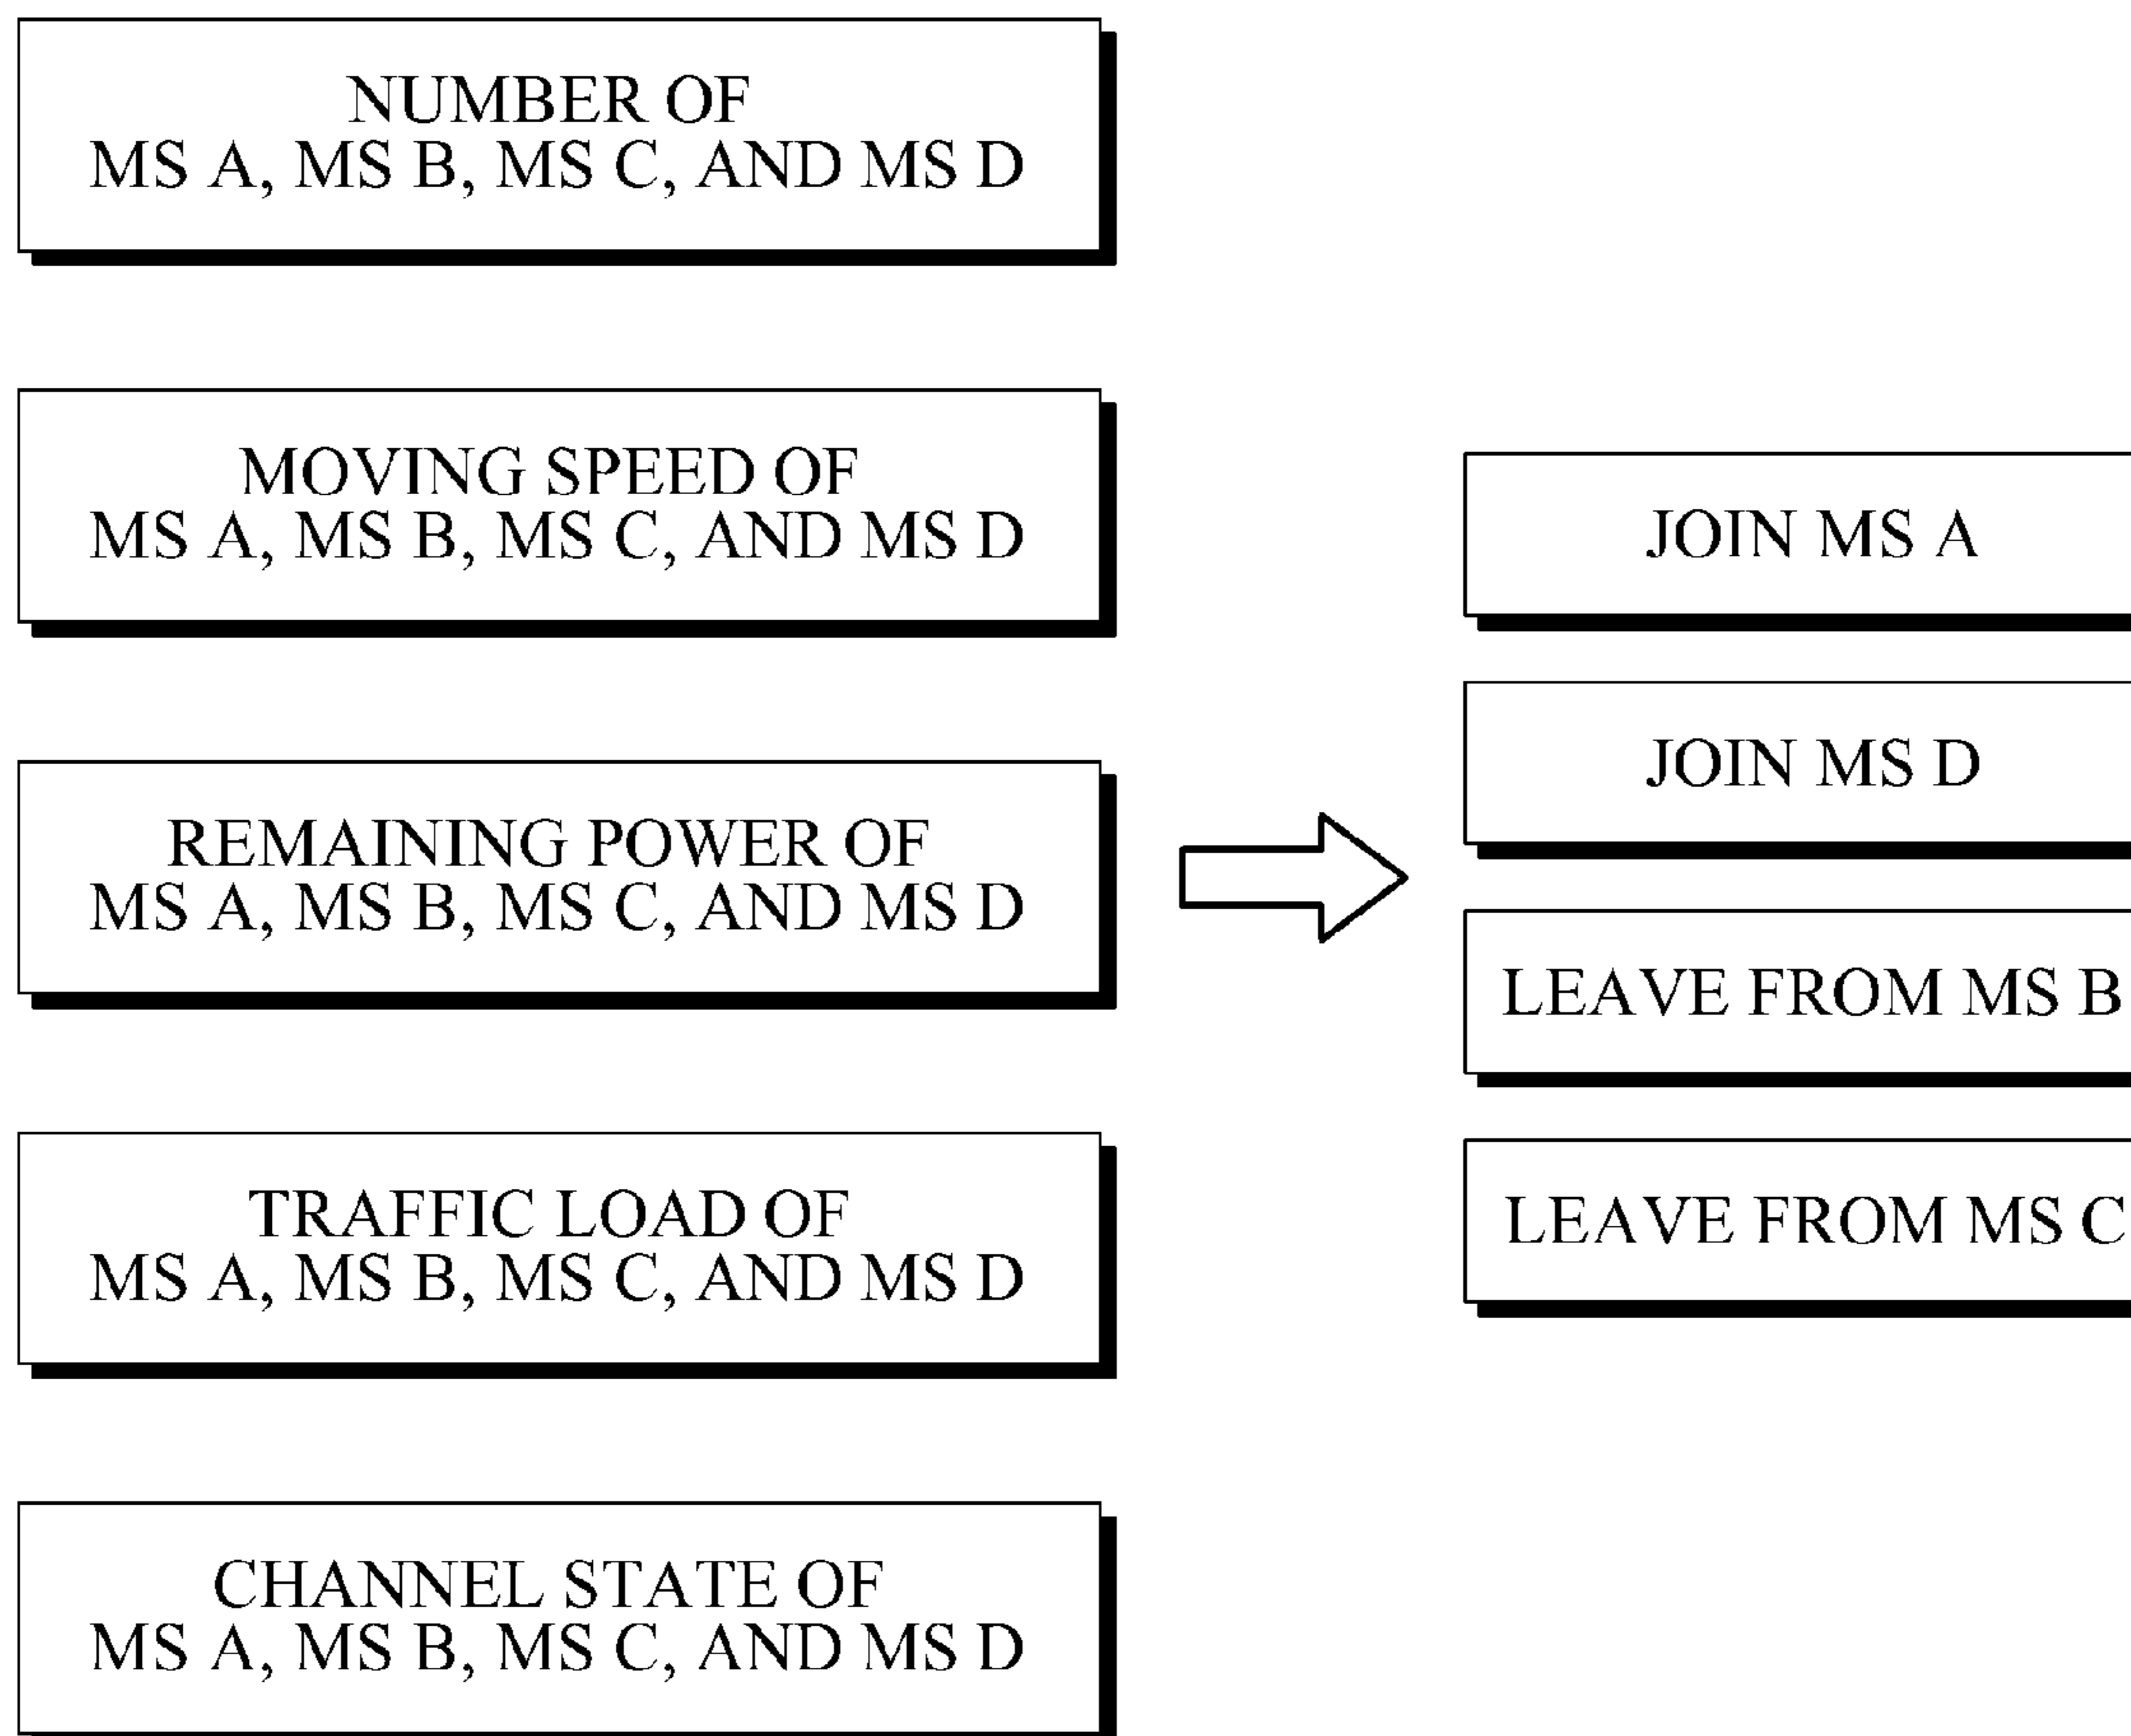 NUMBER OF
MS A, MS B, MS C, AND MS D
MOVING SPEED OF
MS A, MS B, MS C, AND MS D
REMAINING POWER OF
MS A, MS B, MS C, AND MS D
TRAFFIC LOAD OF
MS A, MS B, MS C, AND MS D
CHANNEL STATE OF
MS A, MS B, MS C, AND MS D
JOIN MS A
JOIN MS D
LEAVE FROM MS B
LEAVE FROM MS C